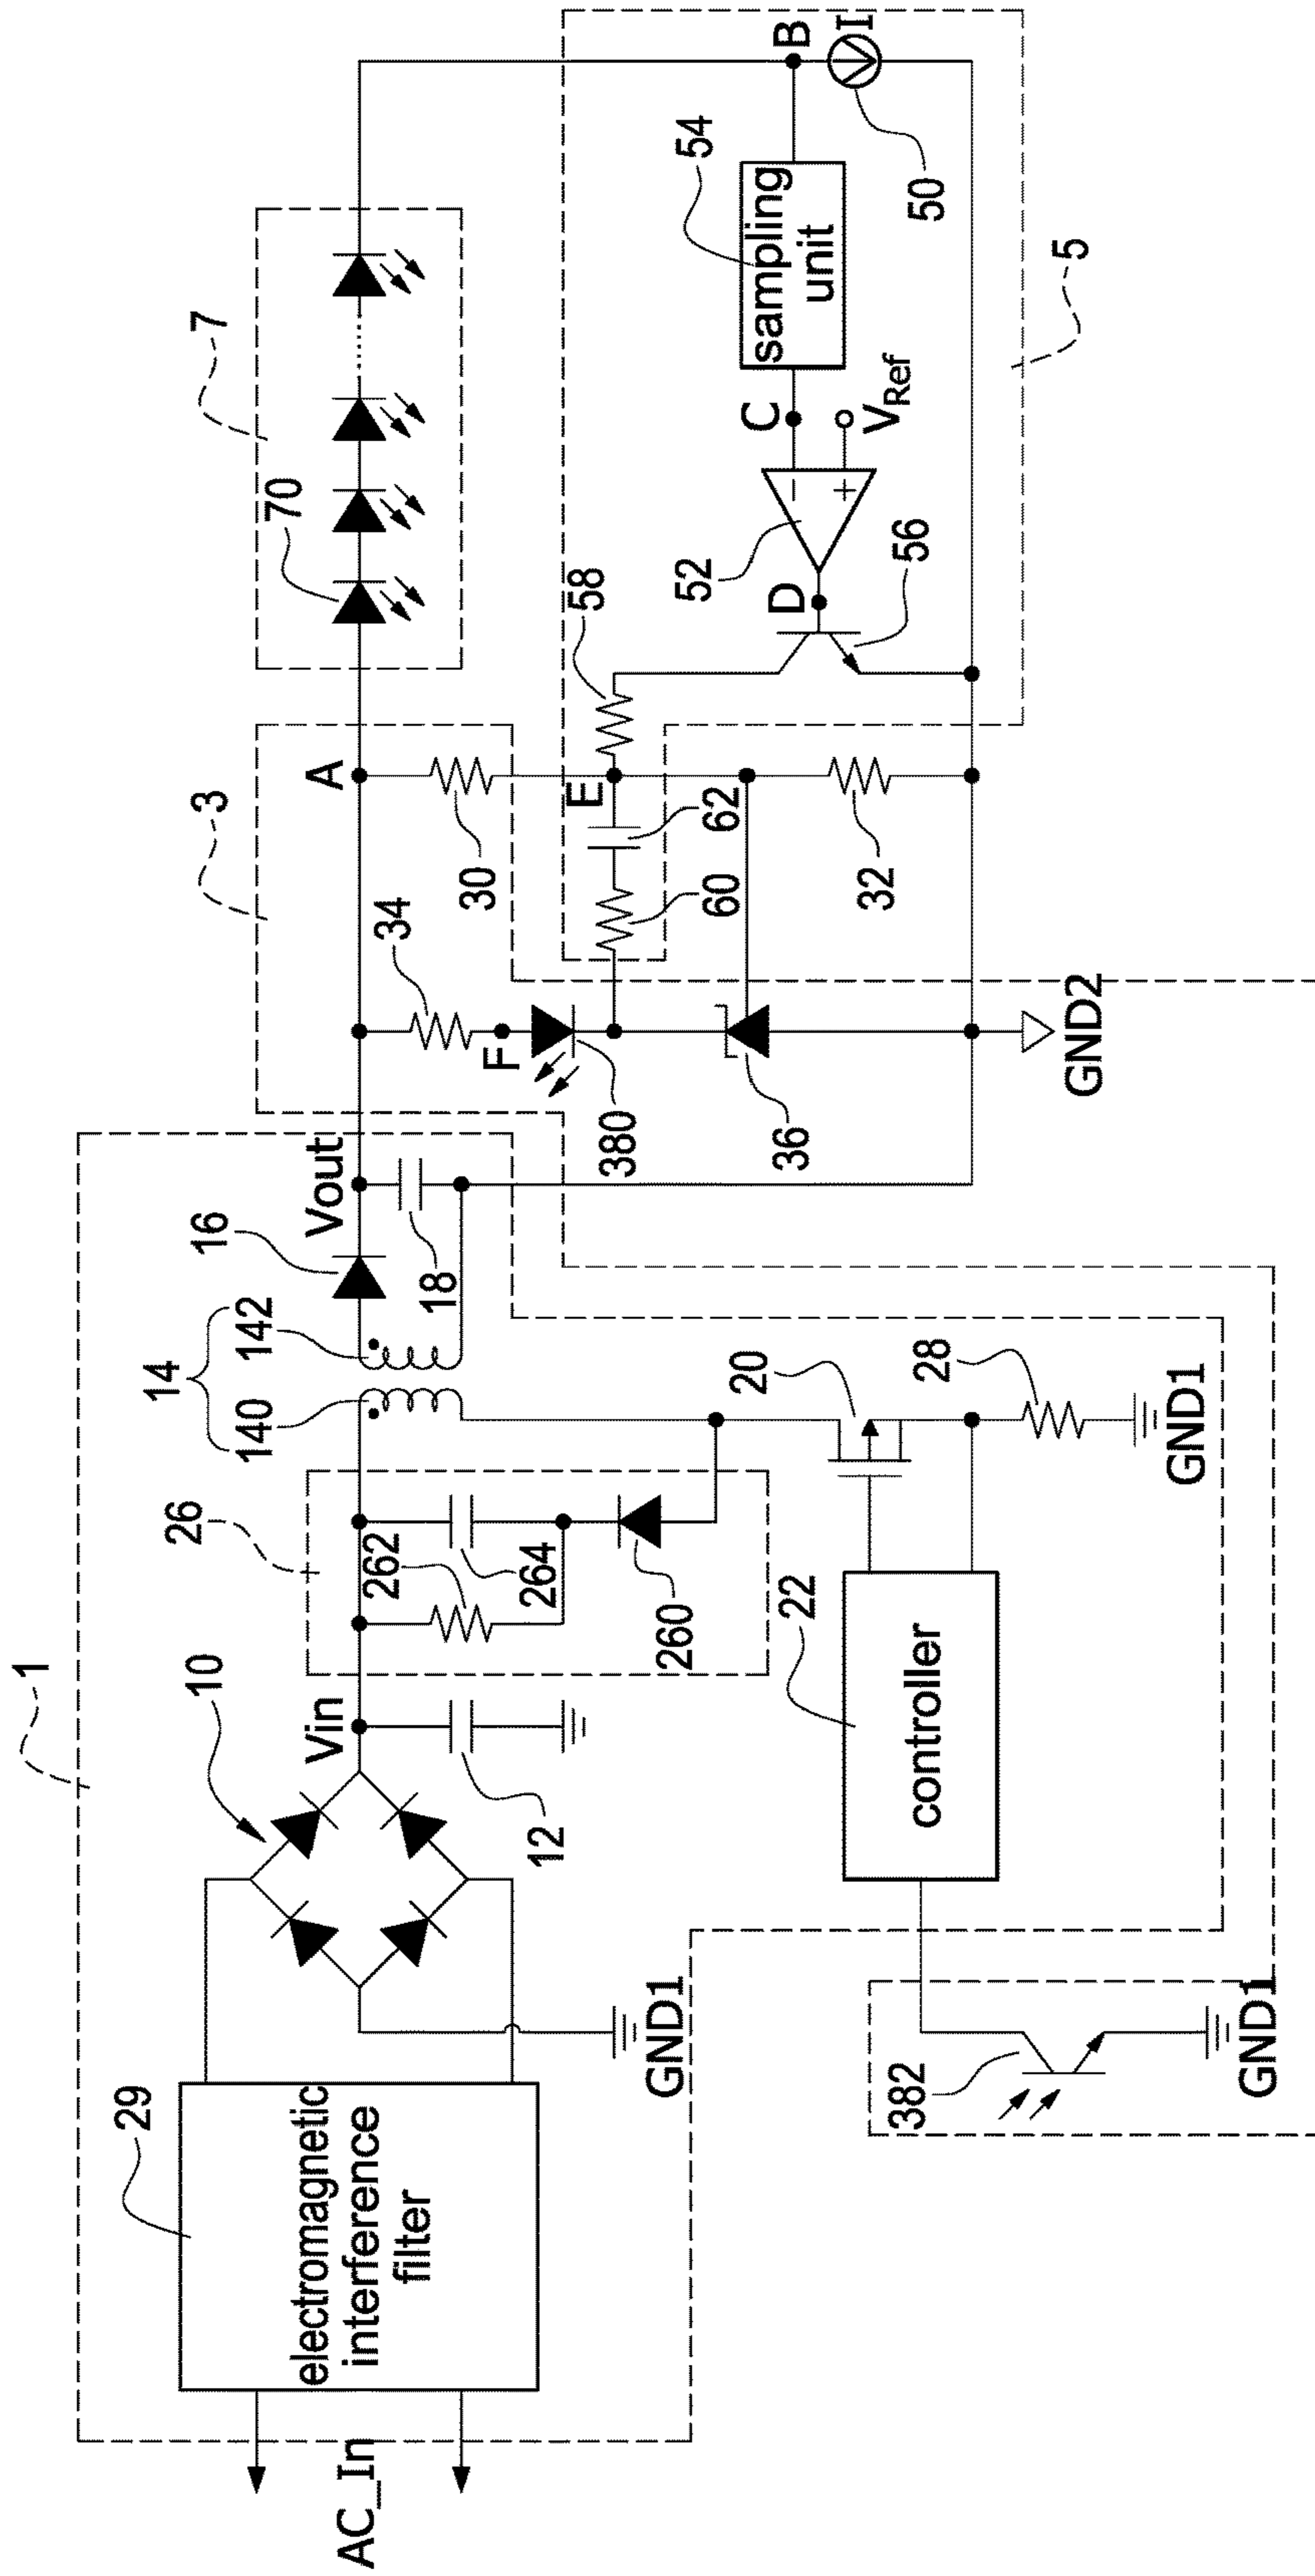 1
29
electromagnetic
interference
filter
AC_In
10
Vin
12
GND1
26
262
264
260
14
140
142
16
Vout
18
20
22
controller
28
GND1
382
GND1
3
A
34
30
F
E
380
60
62
36
32
GND2
7
70
58
52
D
56
C
VRef
54
sampling
unit
B
I
50
5